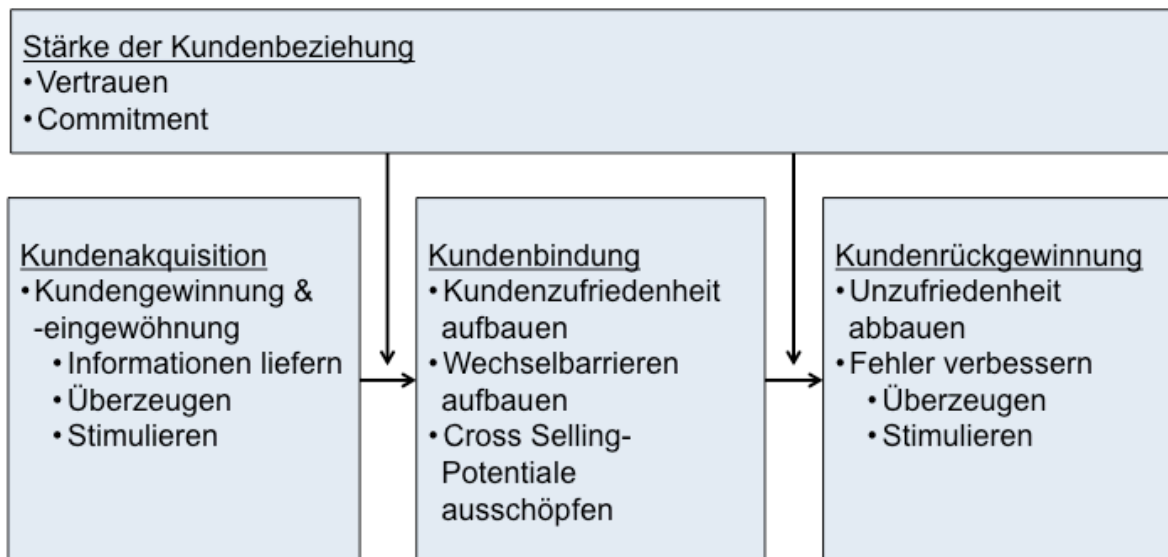 Stärke der Kundenbeziehung
• Vertrauen
• Commitment
Kundenakquisition
• Kundengewinnung &
-eingewöhnung
• Informationen liefern
• Überzeugen
• Stimulieren
Kundenbindung
• Kundenzufriedenheit
aufbauen
• Wechselbarrieren
aufbauen
• Cross Selling-
Potentiale
ausschöpfen
Kundenrückgewinnung
• Unzufriedenheit
abbauen
• Fehler verbessern
• Überzeugen
• Stimulieren